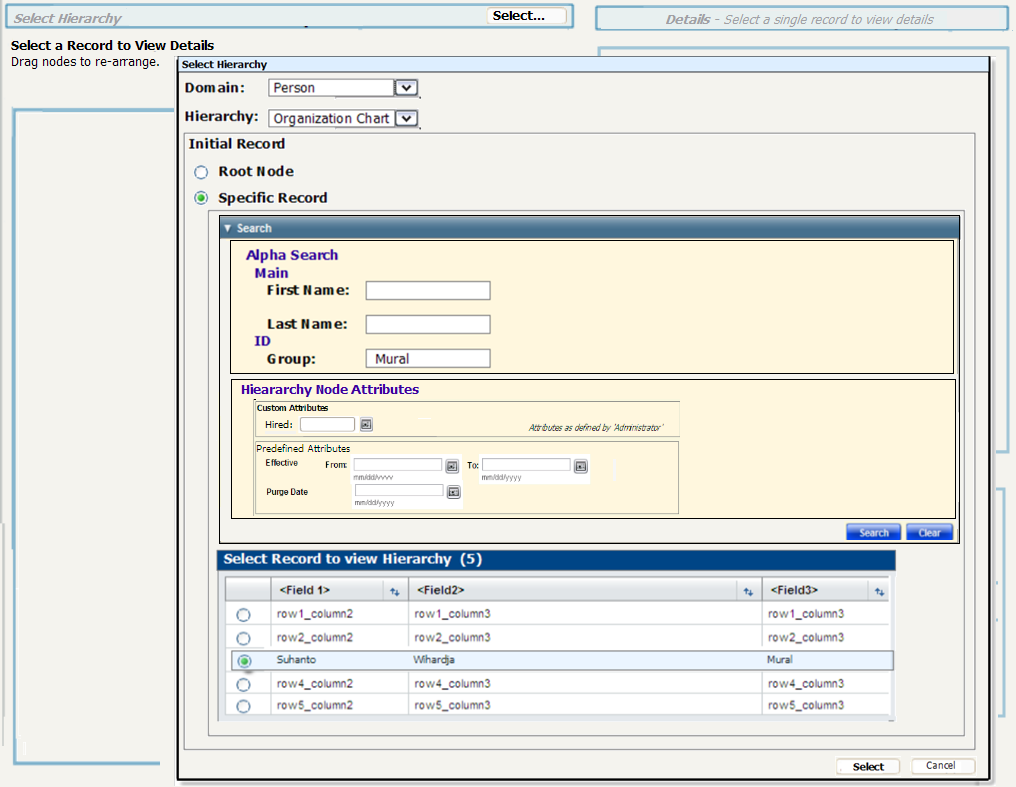 Select Hierarchy
Select...
Details - Select a single record to view details
Select a Record to View Details
Drag nodes to re-arrange.
Select Hierarchy
Domain: Person
Hierarchy: Organization Chart
Initial Record
Root Node
Specific Record
Search
Alpha Search
Main
First Name:
Last Name:
ID
Group: Mural
Hieararchy Node Attributes
Custom Attributes
Hired:
Attributes as defined by 'Administrator'
Predefined Attributes
Effective From: To:
mm/dd/yyyy mm/dd/yyyy
Purge Date
mm/dd/yyyy
Search Clear
Select Record to view Hierarchy (5)
<Field 1> <Field2> <Field3>
row1_column2 row1_column3 row1_column3
row2_column2 row2_column3 row2_column3
Suhanto Wihardja Mural
row4_column2 row4_column3 row4_column3
row5_column2 row5_column3 row5_column3
Select Cancel